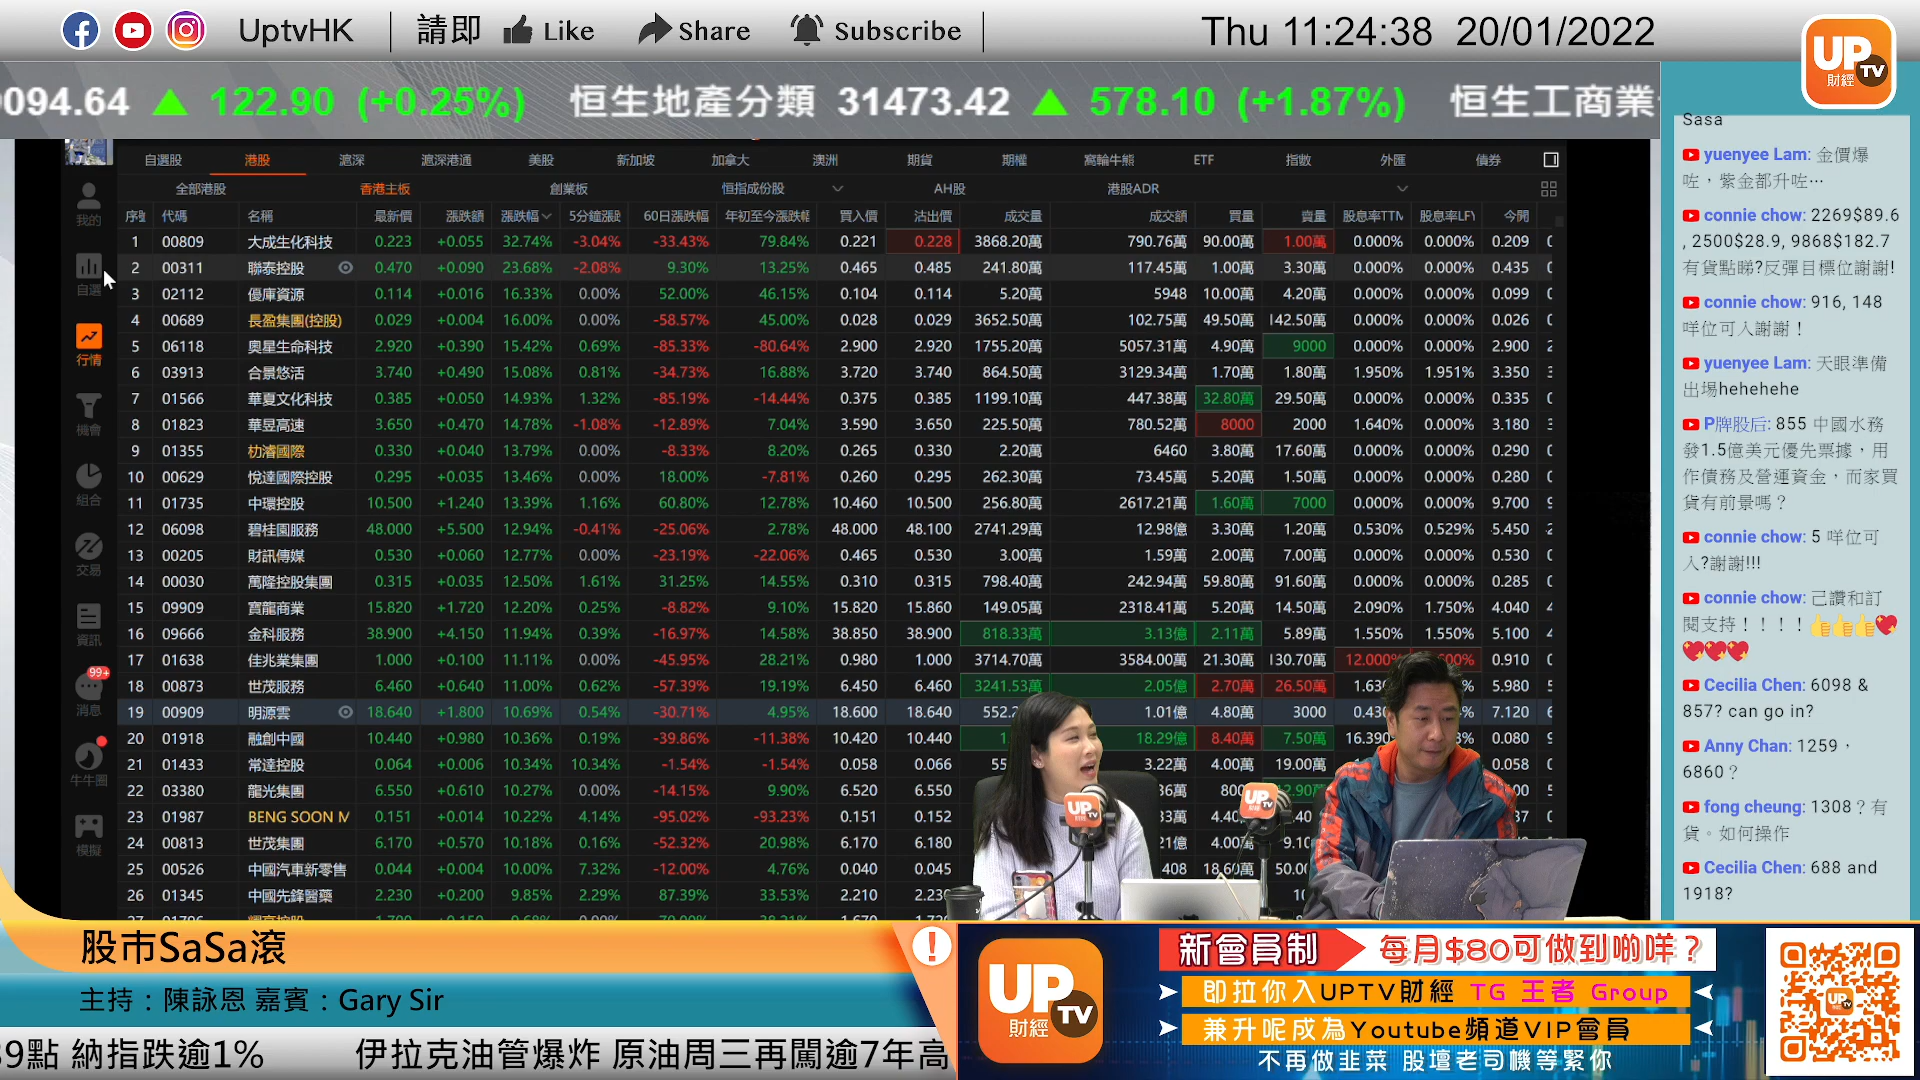 UptvHK 請即 Like Share Subscribe Thu 11:24:38 20/01/2022
UP TV 財經
094.64 ▲ 122.90 (+0.25%) 恒生地產分類 31473.42 ▲ 578.10 (+1.87%) 恒生工商業
自選股 港股 滬深 滬深港通 美股 新加坡 加拿大 澳洲 期貨 期權 窩輪牛熊 ETF 指數 外匯 債券
全部港股 香港主板 創業板 恒指成份股 AH股 港股ADR
代碼 名稱 最新價 漲跌額 漲跌幅 5分鐘漲跌 60日漲跌幅 年初至今漲跌幅 買入價 沽出價 成交量 成交額 買量 賣量 股息率TTM 股息率LFY 今開
1 00809 大成生化科技 0.223 +0.055 32.74% -3.04% -33.43% 79.84% 0.221 0.228 3868.20萬 790.76萬 90.00萬 1.00萬 0.000% 0.000% 0.209
2 00311 聯泰控股 0.470 +0.090 23.68% -2.08% 9.30% 13.25% 0.465 0.485 241.80萬 117.45萬 1.00萬 3.30萬 0.000% 0.000% 0.435
3 02112 優庫資源 0.114 +0.016 16.33% 0.00% 52.00% 46.15% 0.104 0.114 5.20萬 5948 10.00萬 4.20萬 0.000% 0.000% 0.099
4 00689 長盈集團(控股) 0.029 +0.004 16.00% 0.00% -58.57% 45.00% 0.028 0.029 3652.50萬 102.75萬 49.50萬 142.50萬 0.000% 0.000% 0.026
5 06118 奧星生命科技 2.920 +0.390 15.42% 0.69% -85.33% -80.64% 2.900 2.920 1755.20萬 5057.31萬 4.90萬 9000 0.000% 0.000% 2.900
6 03913 合景悠活 3.740 +0.490 15.08% 0.81% -34.73% 16.88% 3.720 3.740 864.50萬 3129.34萬 1.70萬 1.80萬 1.950% 1.951% 3.350
7 01566 華夏文化科技 0.385 +0.050 14.93% 1.32% -85.19% -14.44% 0.375 0.385 1199.10萬 447.38萬 32.80萬 29.50萬 0.000% 0.000% 0.335
8 01823 華昱高速 3.650 +0.470 14.78% -1.08% -12.89% 7.04% 3.590 3.650 225.50萬 780.52萬 8000 2000 1.640% 0.000% 3.180
9 01355 朸濬國際 0.330 +0.040 13.79% 0.00% -8.33% 8.20% 0.265 0.330 2.20萬 6460 3.80萬 17.60萬 0.000% 0.000% 0.290
10 00629 悅達國際控股 0.295 +0.035 13.46% 0.00% 18.00% -7.81% 0.260 0.295 262.30萬 73.45萬 5.20萬 1.50萬 0.000% 0.000% 0.280
11 01735 中環控股 10.500 +1.240 13.39% 1.16% 60.80% 12.78% 10.460 10.500 256.80萬 2617.21萬 1.60萬 7000 0.000% 0.000% 9.700
12 06098 碧桂園服務 48.000 +5.500 12.94% -0.41% -25.06% 2.78% 48.000 48.100 2741.29萬 12.98億 3.30萬 1.20萬 0.530% 0.529% 5.450
13 00205 財訊傳媒 0.530 +0.060 12.77% 0.00% -23.19% -22.06% 0.465 0.530 3.00萬 1.59萬 2.00萬 7.00萬 0.000% 0.000% 0.530
14 00030 萬隆控股集團 0.315 +0.035 12.50% 1.61% 31.25% 14.55% 0.310 0.315 798.40萬 242.94萬 59.80萬 91.60萬 0.000% 0.000% 0.285
15 09909 寶龍商業 15.820 +1.720 12.20% 0.25% -8.82% 9.10% 15.820 15.860 149.05萬 2318.41萬 5.20萬 14.50萬 2.090% 1.750% 4.040
16 09666 金科服務 38.900 +4.150 11.94% 0.39% -16.97% 14.58% 38.850 38.900 818.33萬 3.13億 2.11萬 5.89萬 1.550% 1.550% 5.100
17 01638 佳兆業集團 1.000 +0.100 11.11% 0.00% -45.95% 28.21% 0.980 1.000 3714.70萬 3584.00萬 21.30萬 130.70萬 12.000% 0.910
18 00873 世茂服務 6.460 +0.640 11.00% 0.62% -57.39% 19.19% 6.450 6.460 3241.53萬 2.05億 2.70萬 26.50萬 5.980
19 00909 明源雲 18.640 +1.800 10.69% 0.54% -30.71% 4.95% 18.600 18.640 1.01億 4.80萬 3000 7.120
20 01918 融創中國 10.440 +0.980 10.36% 0.19% -39.86% -11.38% 10.420 10.440 18.29億 8.40萬 7.50萬 0.080
21 01433 常達控股 0.064 +0.006 10.34% 10.34% -1.54% -1.54% 0.058 0.066 3.22萬 4.00萬 19.00萬 0.058
22 03380 龍光集團 6.550 +0.610 10.27% 0.00% -14.15% 9.90% 6.520 6.550
23 01987 BENG SOON M 0.151 +0.014 10.22% 4.14% -95.02% -93.23% 0.151 0.152
24 00813 世茂集團 6.170 +0.570 10.18% 0.16% -52.32% 20.98% 6.170 6.180
25 00526 中國汽車新零售 0.044 +0.004 10.00% 7.32% -12.00% 4.76% 0.040 0.045 408 18.60萬
26 01345 中國先鋒醫藥 2.230 +0.200 9.85% 2.29% 87.39% 33.53% 2.210
我的
自選
行情
機會
組合
交易
資訊
99+
消息
牛牛圈
模擬
Sasa
yuenyee Lam: 金價爆
咗，紫金都升咗…
connie chow: 2269$89.6
, 2500$28.9, 9868$182.7
有貨點睇?反彈目標位謝謝!
connie chow: 916, 148
咩位可入謝謝！
yuenyee Lam: 天眼準備
出場hehehehe
P牌股后: 855 中國水務
發1.5億美元優先票據，用
作債務及營運資金，而家買
貨有前景嗎？
connie chow: 5 咩位可
入?謝謝!!!
connie chow: 己讚和訂
閱支持！！！！👍👍👍💖
💖💖💖
Cecilia Chen: 6098 &
857? can go in?
Anny Chan: 1259，
6860？
fong cheung: 1308？有
貨。如何操作
Cecilia Chen: 688 and
1918?
股市SaSa滾
主持：陳詠恩 嘉賓：Gary Sir
UP TV 財經
新會員制 每月$80可做到啲咩？
即拉你入UPTV財經 TG 王者 Group
兼升呢成為Youtube頻道VIP會員
不再做韭菜 股壇老司機等緊你
9點 納指跌逾1% 伊拉克油管爆炸 原油周三再闖逾7年高